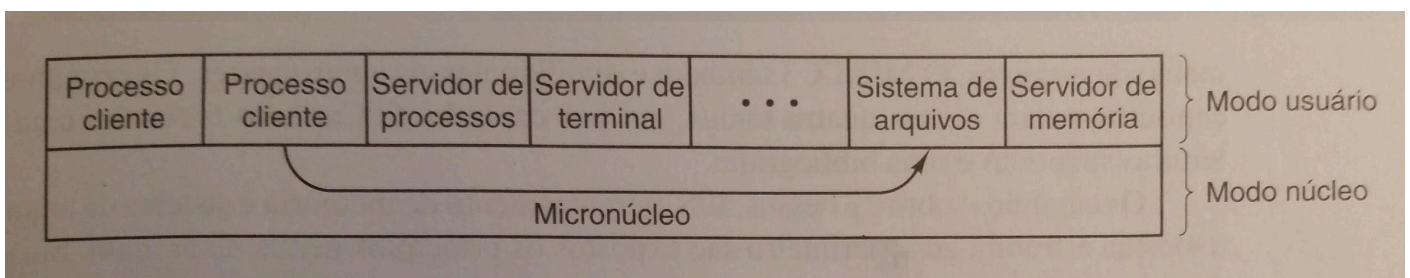 Processo
cliente
Processo
cliente
Servidor de
processos
Servidor de
terminal
• • •
Sistema de
arquivos
Servidor de
memória
Modo usuário
Micronúcleo
Modo núcleo